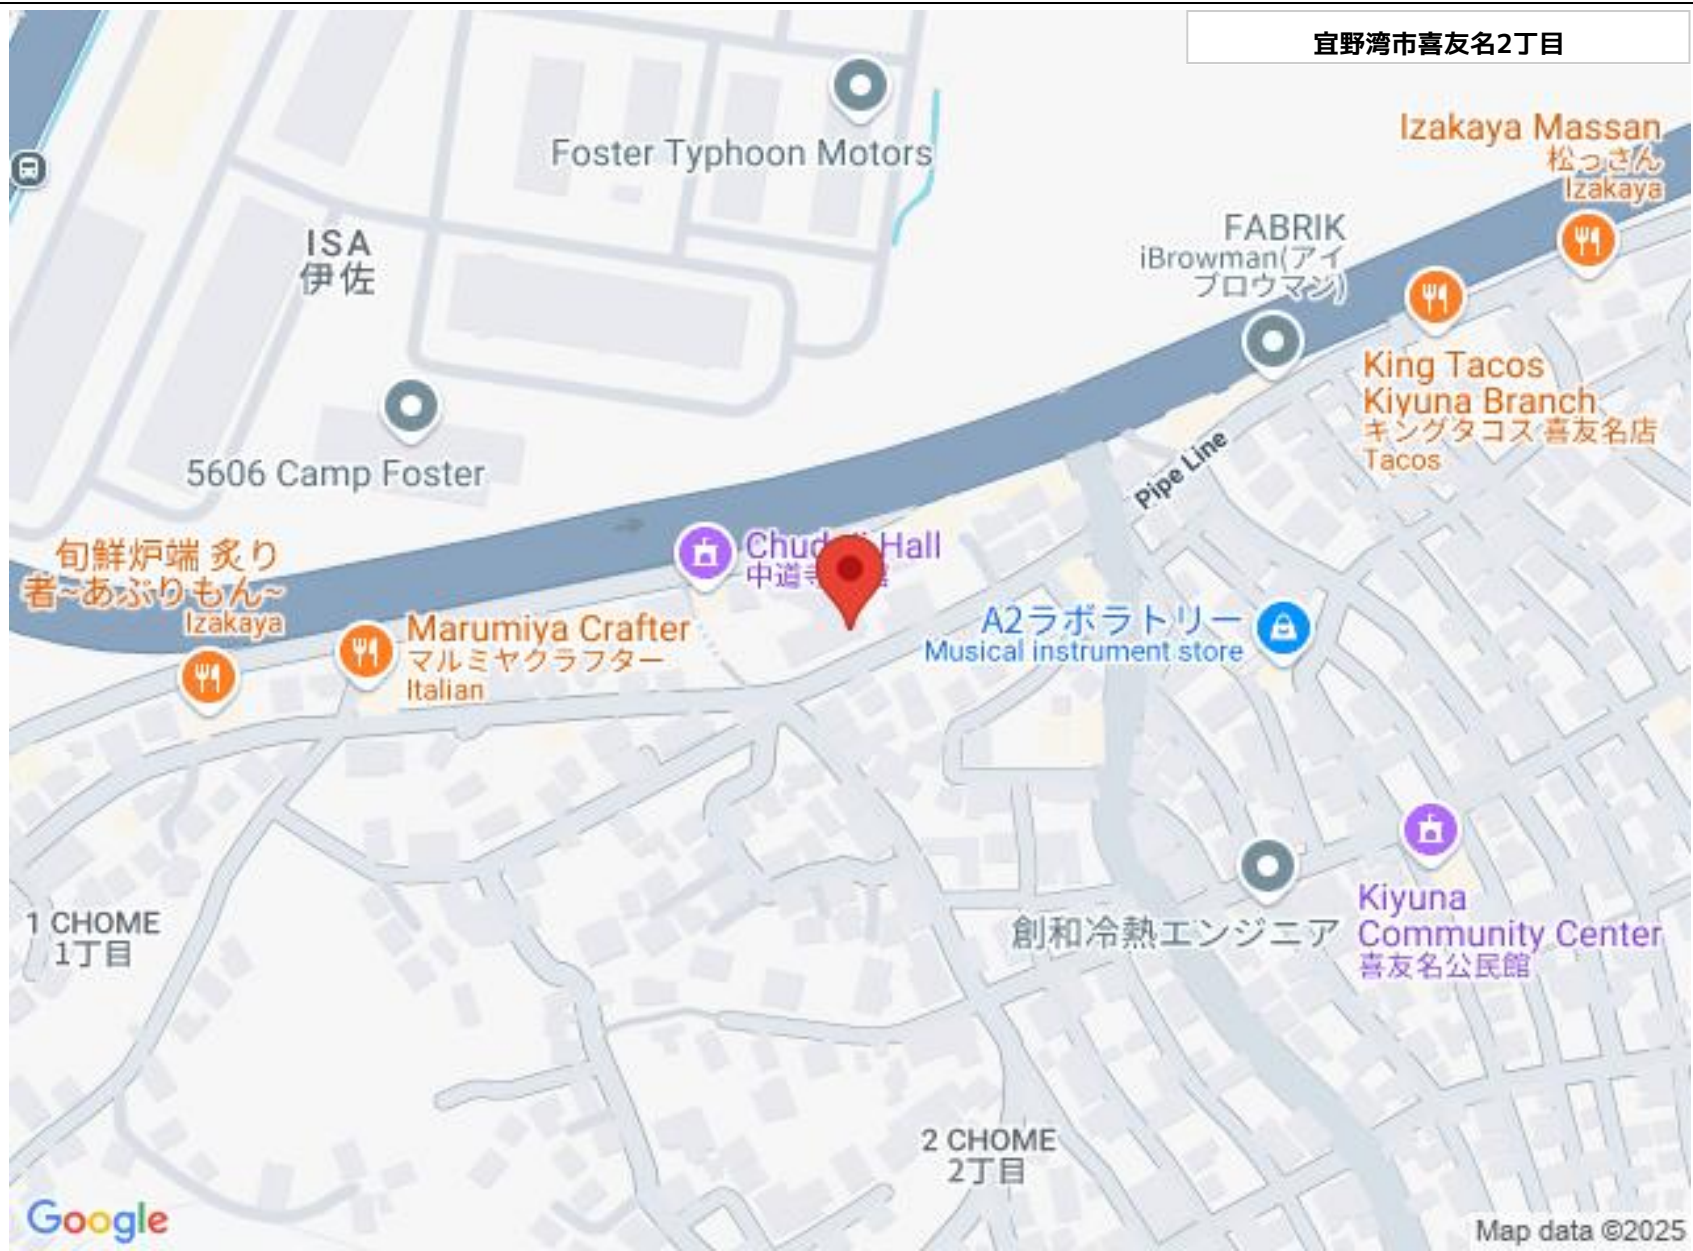 宜野湾市喜友名2丁目
Foster Typhoon Motors
Izakaya Massan
松っさん
Izakaya
ISA
伊佐
FABRIK
iBrowman(アイ
ブロウマン)
King Tacos
Kiyuna Branch
キングタコス 喜友名店
Tacos
5606 Camp Foster
Pipe Line
旬鮮炉端 炙り
者~あぶりもん~
Izakaya
Hall
中道寺
Marumiya Crafter
マルミヤクラフター
Italian
A2ラボラトリー
Musical instrument store
1 CHOME
1丁目
創和冷熱エンジニア
Kiyuna
Community Center
喜友名公民館
2 CHOME
2丁目
Google
Map data ©2025